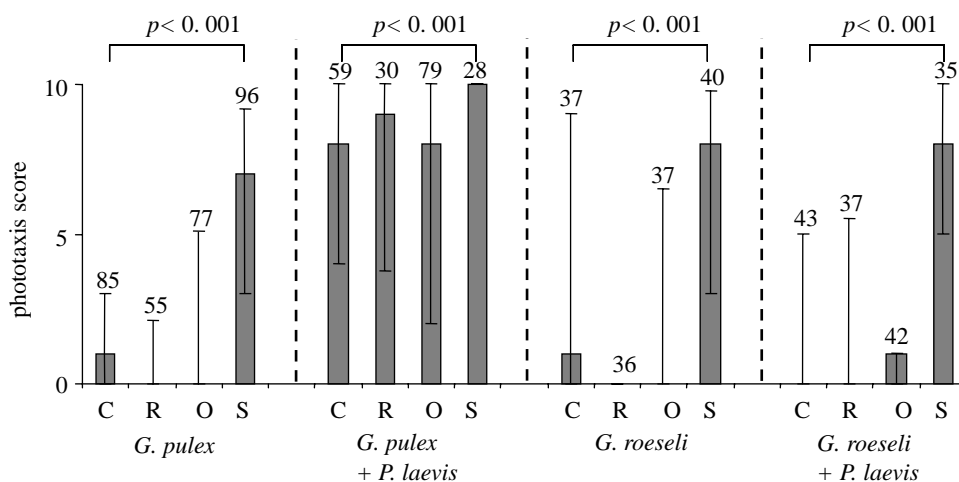 p< 0. 001 p< 0. 001 p< 0. 001 p< 0. 001
59 30 79 28 40 35
10 96 37
85 55 77 37 43 37
5
36 42
0
phototaxis score
C R O S C R O S C R O S C R O S
G. pulex G. pulex G. roeseli G. roeseli
+ P. laevis + P. laevis